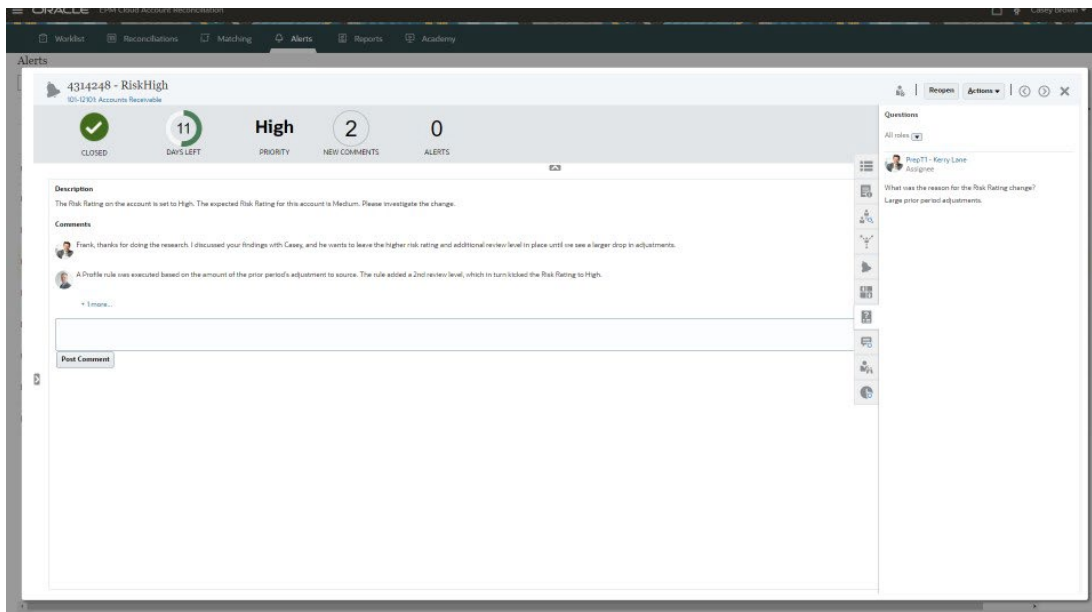 ORACLE EPM Cloud Account Reconciliation
Casey Brown
Worklist Reconciliations Matching Alerts Reports Academy
Alerts
4314248 - RiskHigh
101-12101: Accounts Receivable
Reopen Actions
11 High 2 0
CLOSED DAYS LEFT PRIORITY NEW COMMENTS ALERTS
Description
The Risk Rating on the account is set to High. The expected Risk Rating for this account is Medium. Please investigate the change.
Comments
Frank, thanks for doing the research. I discussed your findings with Casey, and he wants to leave the higher risk rating and additional review level in place until we see a larger drop in adjustments.
A Profile rule was executed based on the amount of the prior period's adjustment to source. The rule added a 2nd review level, which in turn kicked the Risk Rating to High.
+ 1 more...
Post Comment
Questions
All roles
PrepT1 - Kerry Lane
Assignee
What was the reason for the Risk Rating change?
Large prior period adjustments.